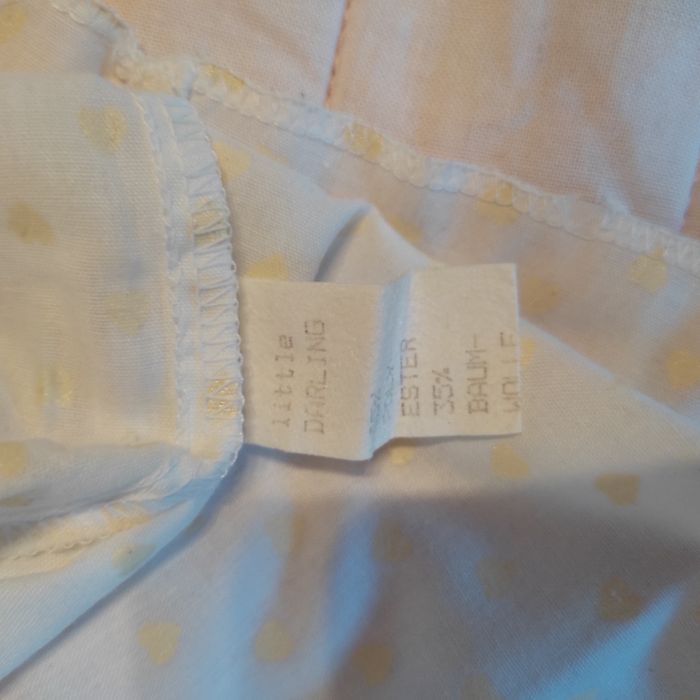 little
DARLING
ESTER
35%
BAUM-
WOLLE